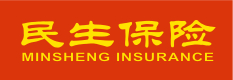 民生保险
MINSHENG INSURANCE